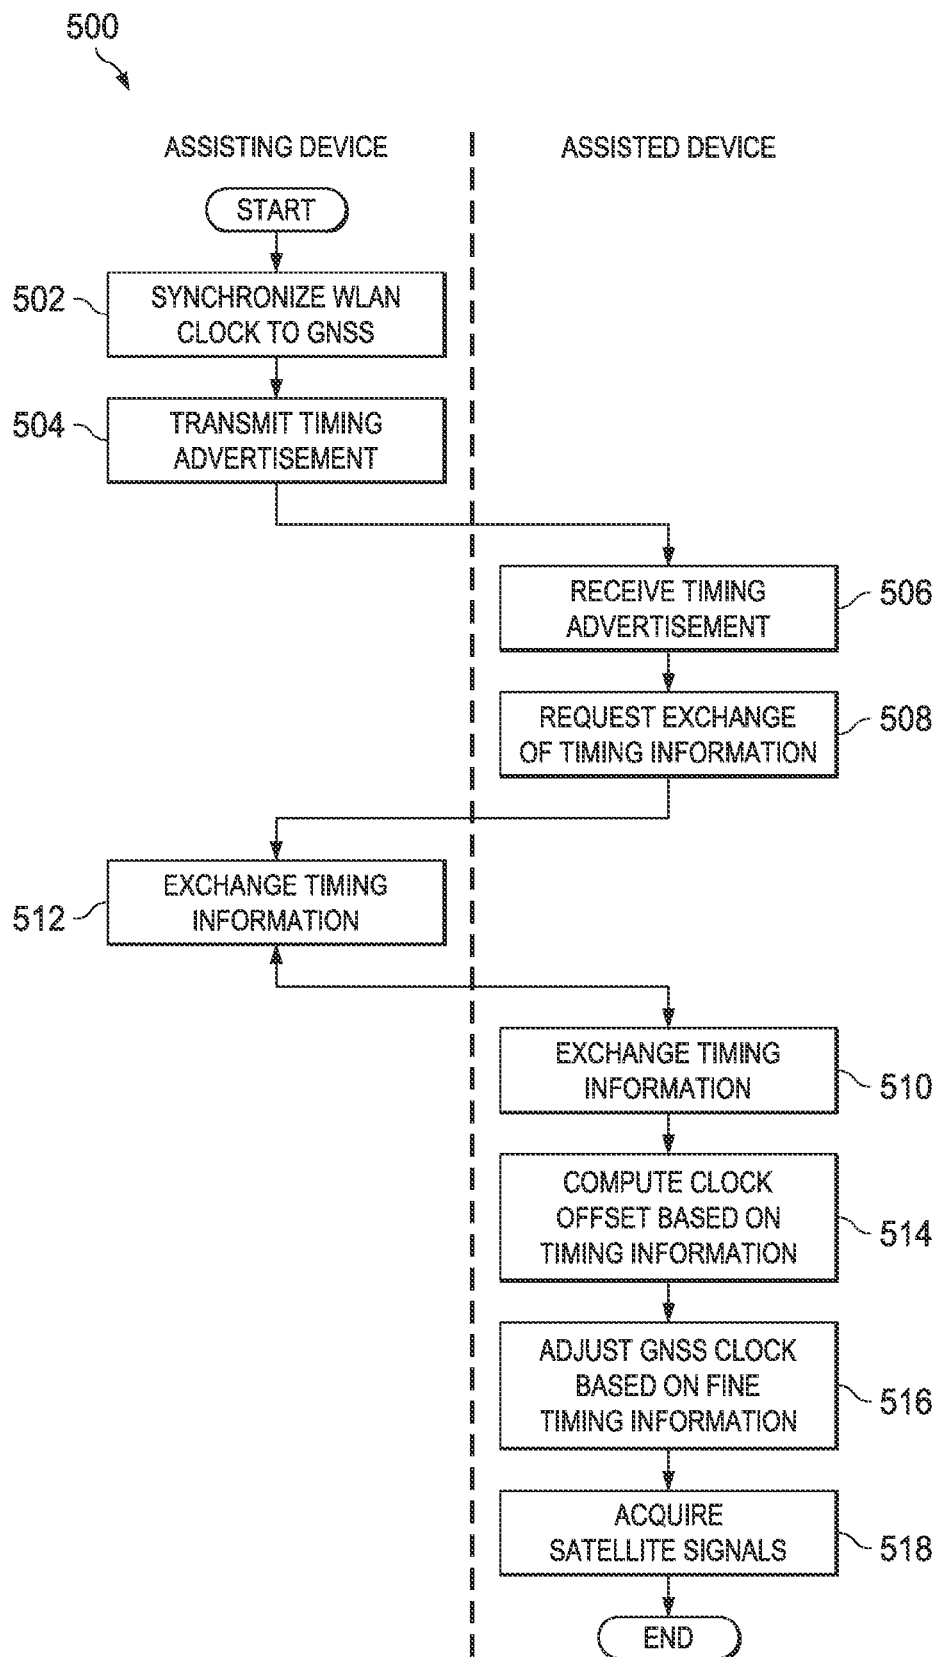 500
ASSISTING DEVICE
ASSISTED DEVICE
START
502
SYNCHRONIZE WLAN
CLOCK TO GNSS
504
TRANSMIT TIMING
ADVERTISEMENT
RECEIVE TIMING
ADVERTISEMENT
506
REQUEST EXCHANGE
OF TIMING INFORMATION
508
EXCHANGE TIMING
INFORMATION
512
EXCHANGE TIMING
INFORMATION
510
COMPUTE CLOCK
OFFSET BASED ON
TIMING INFORMATION
514
ADJUST GNSS CLOCK
BASED ON FINE
TIMING INFORMATION
516
ACQUIRE
SATELLITE SIGNALS
518
END